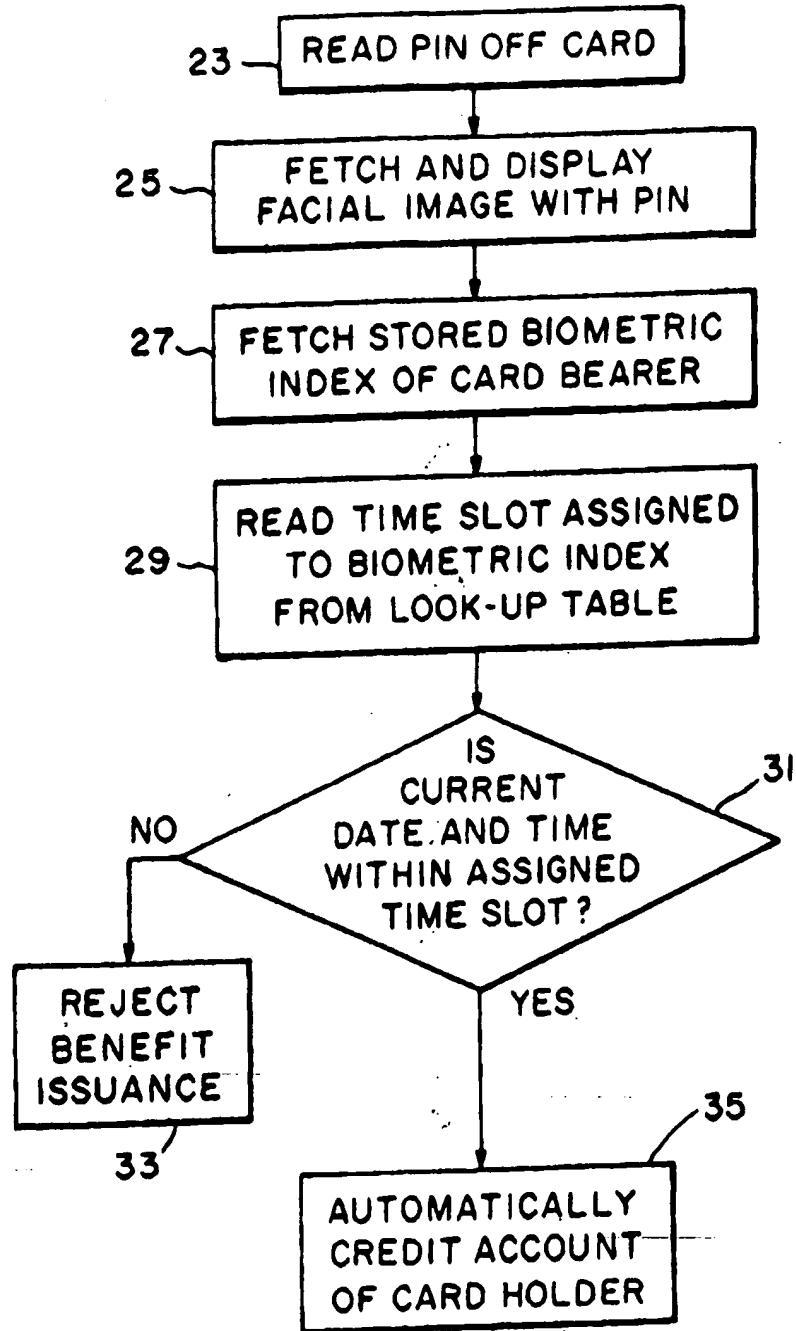 23
READ PIN OFF CARD
25
FETCH AND DISPLAY
FACIAL IMAGE WITH PIN
27
FETCH STORED BIOMETRIC
INDEX OF CARD BEARER
29
READ TIME SLOT ASSIGNED
TO BIOMETRIC INDEX
FROM LOOK-UP TABLE
31
IS
CURRENT
DATE AND TIME
WITHIN ASSIGNED
TIME SLOT?
NO
YES
REJECT
BENEFIT
ISSUANCE
33
35
AUTOMATICALLY
CREDIT ACCOUNT
OF CARD HOLDER